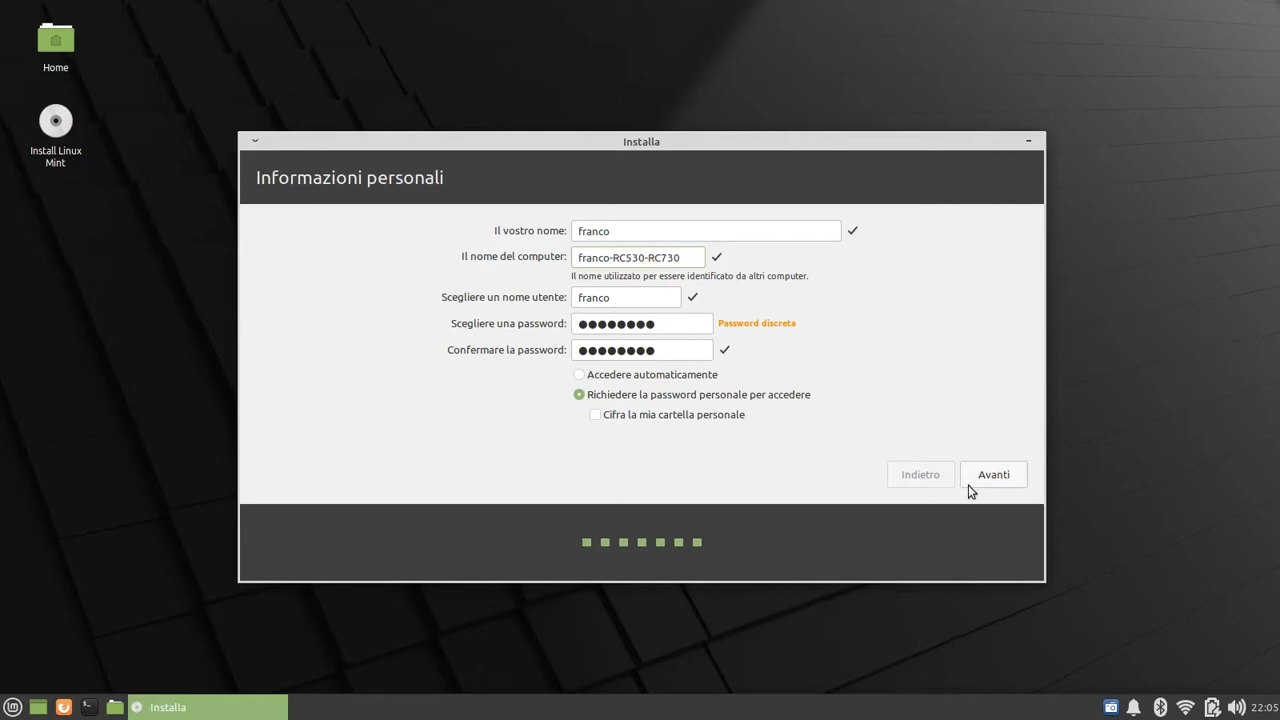 Home
Install Linux
Mint
Installa
Informazioni personali
Il vostro nome: franco
Il nome del computer: franco-RC530-RC730
Il nome utilizzato per essere identificato da altri computer.
Scegliere un nome utente: franco
Scegliere una password: ●●●●●●●● Password discreta
Confermare la password: ●●●●●●●●
Accedere automaticamente
Richiedere la password personale per accedere
Cifra la mia cartella personale
Indietro Avanti
Installa 22:05